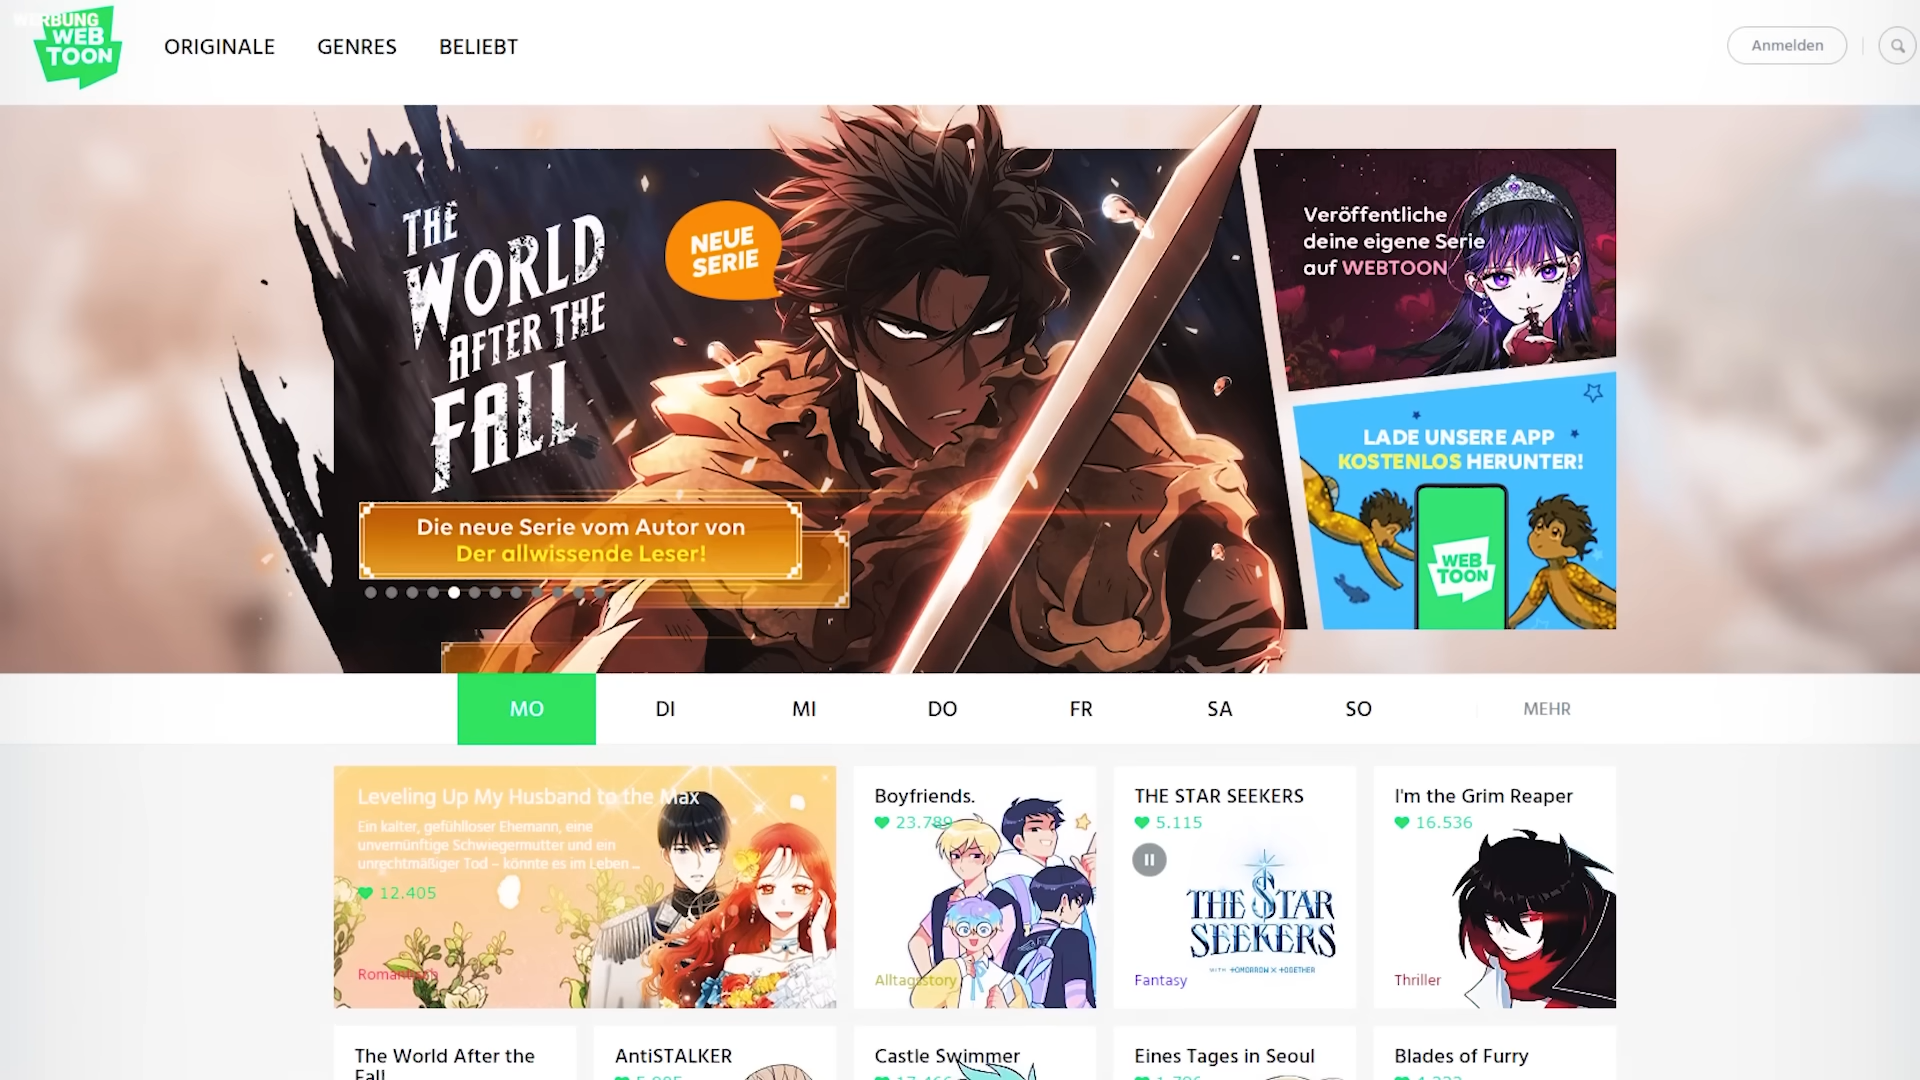 WERBUNG
WEB
TOON
ORIGINALE
GENRES
BELIEBT
Anmelden
THE
WORLD
AFTER THE
FALL
NEUE
SERIE
Die neue Serie vom Autor von
Der allwissende Leser!
Veröffentliche
deine eigene Serie
auf WEBTOON
LADE UNSERE APP
KOSTENLOS HERUNTER!
WEB
TOON
MO
DI
MI
DO
FR
SA
SO
MEHR
Leveling Up My Husband to the Max
Ein kalter, gefühlloser Ehemann, eine
unvernünftige Schwiegermutter und ein
unrechtmäßiger Tod – könnte es im Leben ...
12.405
Romantisch
Boyfriends.
23.789
Alltagsstory
THE STAR SEEKERS
5.115
THE STAR
SEEKERS
WITH TOMORROW X TOGETHER
Fantasy
I'm the Grim Reaper
16.536
Thriller
The World After the
Fall
AntiSTALKER
Castle Swimmer
Eines Tages in Seoul
Blades of Furry